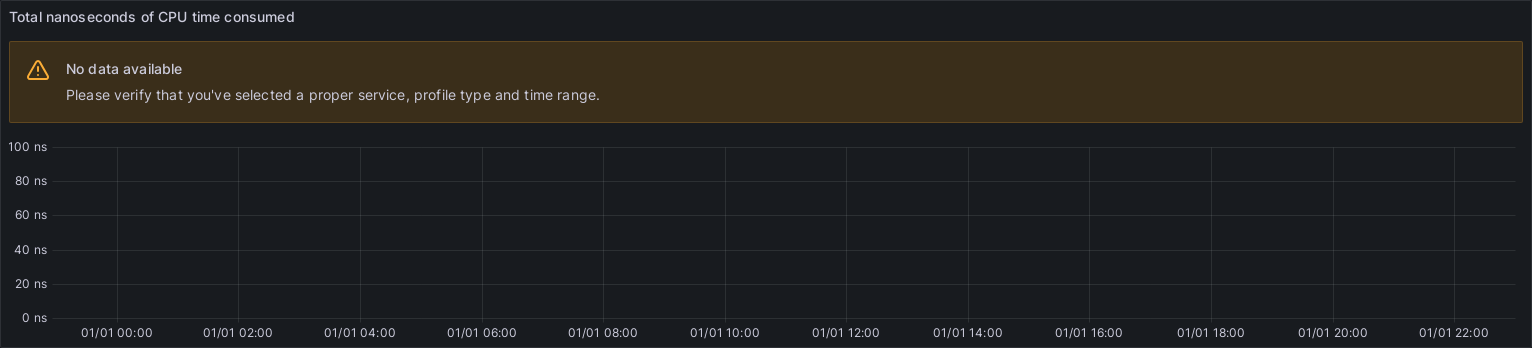 Total nanoseconds of CPU time consumed
No data available
Please verify that you've selected a proper service, profile type and time range.
100 ns
80 ns
60 ns
40 ns
20 ns
0 ns
01/01 00:00 01/01 02:00 01/01 04:00 01/01 06:00 01/01 08:00 01/01 10:00 01/01 12:00 01/01 14:00 01/01 16:00 01/01 18:00 01/01 20:00 01/01 22:00